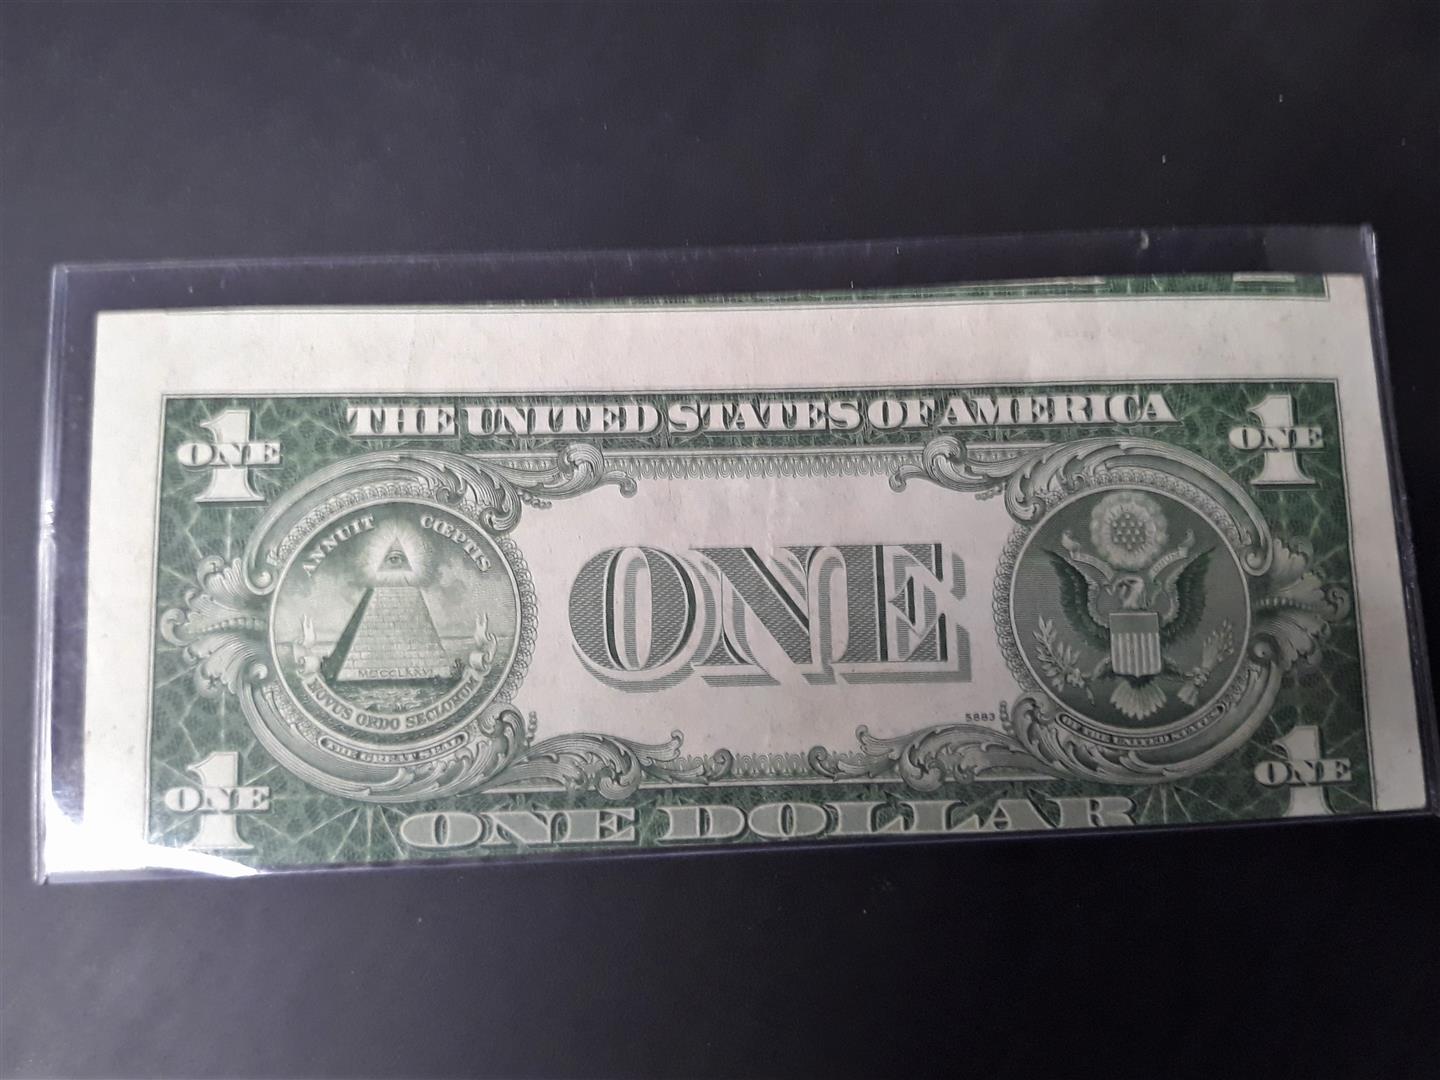 THE UNITED STATES OF AMERICA
1 ONE
1 ONE
ANNUIT CŒPTIS
MDCCLXXVI
NOVUS ORDO SECLORUM
THE GREAT SEAL
ONE
5883
OF THE UNITED STATES
1 ONE
ONE DOLLAR
1 ONE